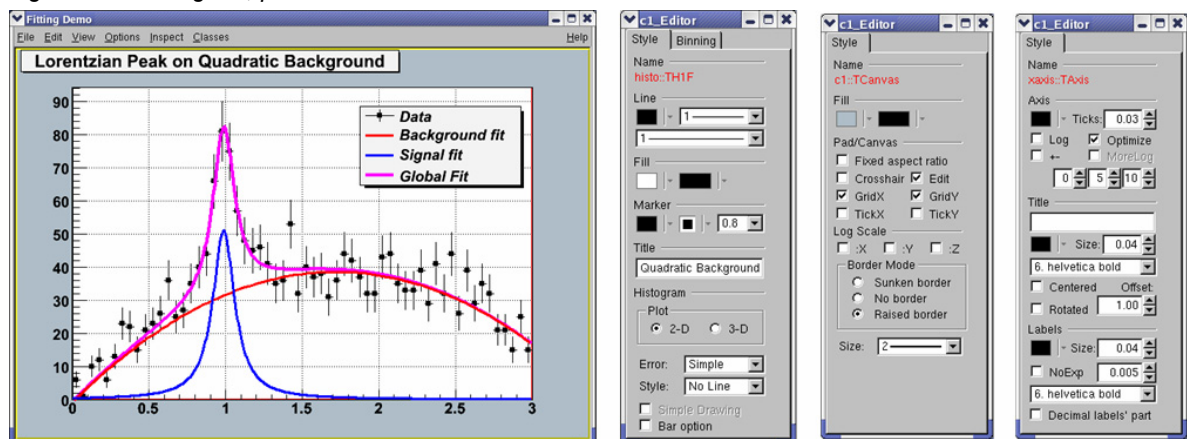 Fitting Demo
File Edit View Options Inspect Classes Help
Lorentzian Peak on Quadratic Background
Data
Background fit
Signal fit
Global Fit
90
80
70
60
50
40
30
20
10
0
0 0.5 1 1.5 2 2.5 3
c1_Editor
Style Binning
Name
histo::TH1F
Line
1
1
Fill
Marker
0.8
Title
Quadratic Background
Histogram
Plot
2-D 3-D
Error: Simple
Style: No Line
Simple Drawing
Bar option
c1_Editor
Style
Name
c1::TCanvas
Fill
Pad/Canvas
Fixed aspect ratio
Crosshair Edit
GridX GridY
TickX TickY
Log Scale
:X :Y :Z
Border Mode
Sunken border
No border
Raised border
Size: 2
c1_Editor
Style
Name
xaxis::TAxis
Axis
Ticks: 0.03
Log Optimize
+- MoreLog
0 5 10
Title
Size: 0.04
6. helvetica bold
Centered Offset:
Rotated 1.00
Labels
Size: 0.04
NoExp 0.005
6. helvetica bold
Decimal labels' part